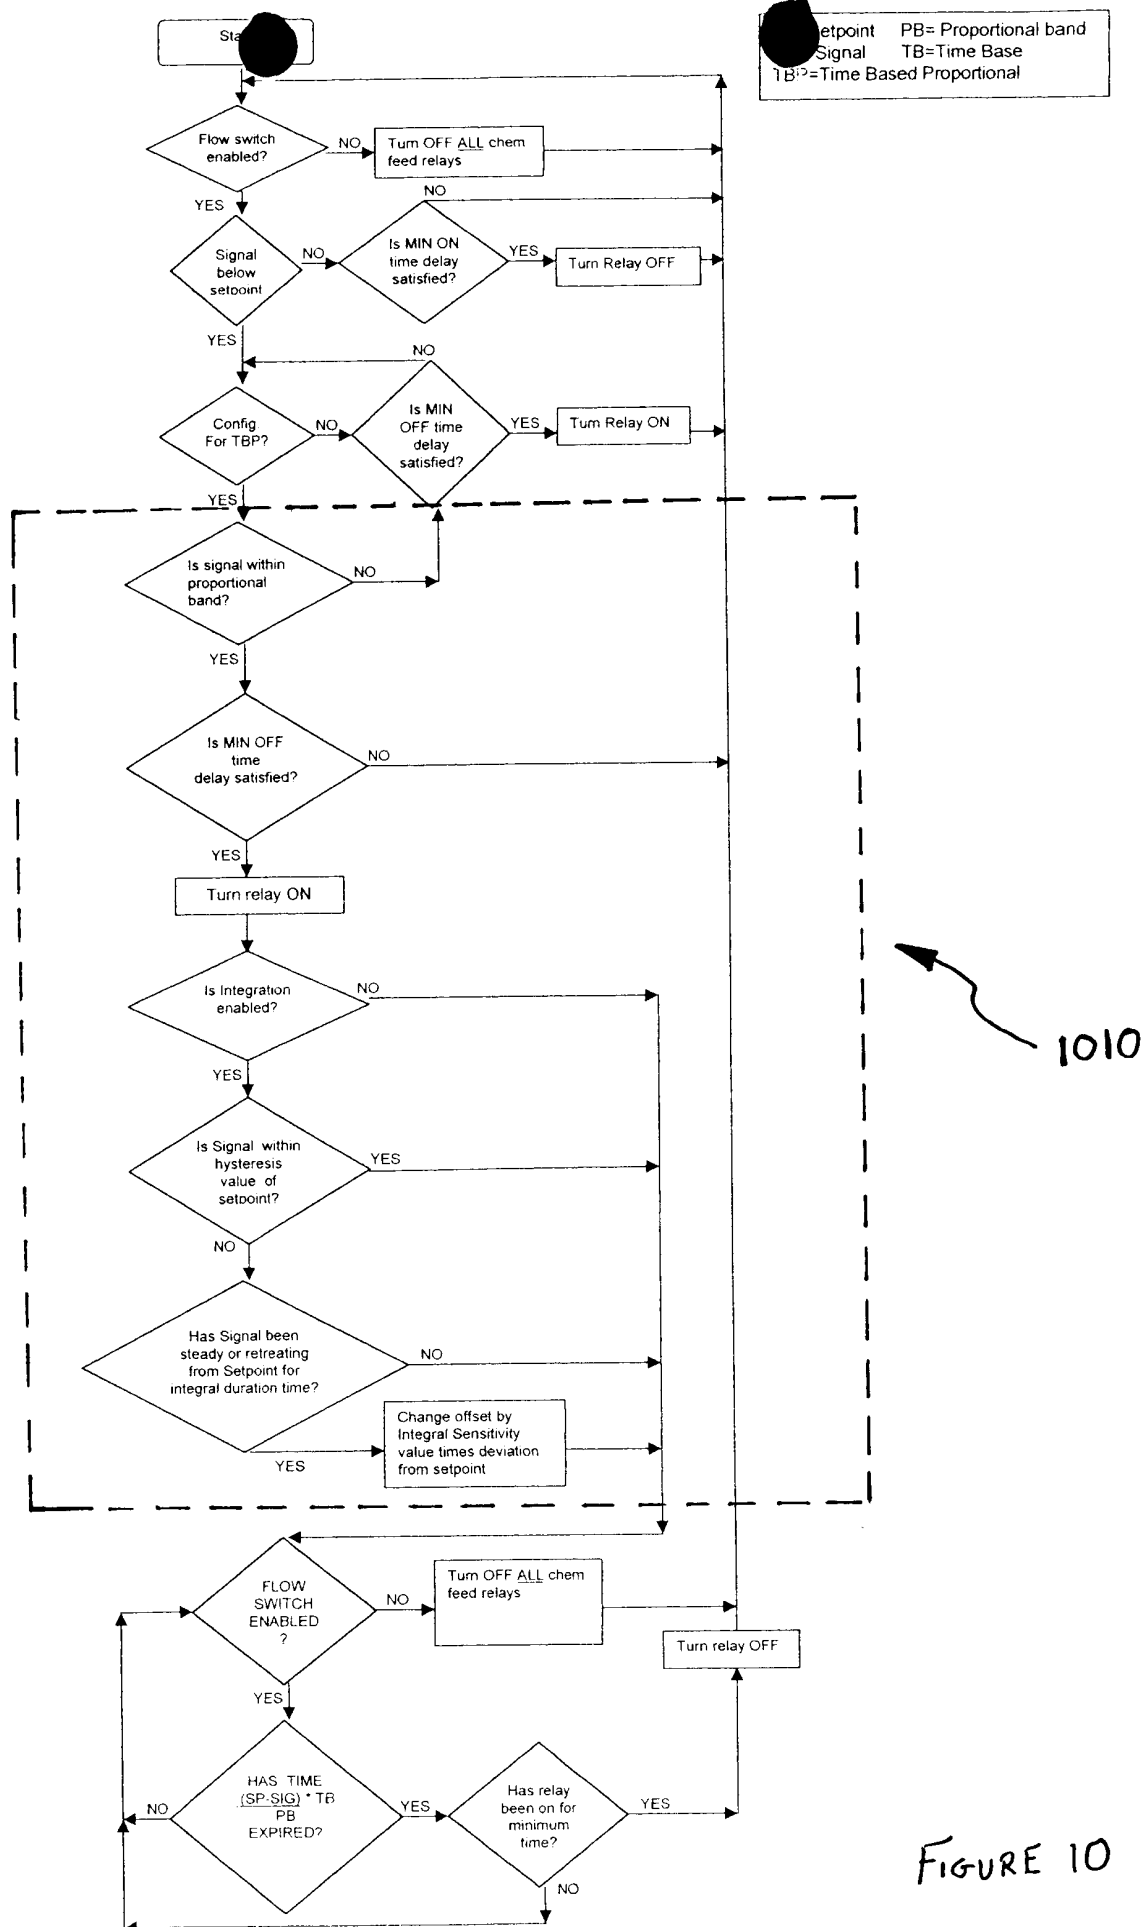 etpoint PB= Proportional band
Signal TB=Time Base
TBP=Time Based Proportional
Flow switch
enabled?
NO
Turn OFF ALL chem
feed relays
YES
NO
Signal
below
setpoint
NO
Is MIN ON
time delay
satisfied?
YES
Turn Relay OFF
YES
NO
Config
For TBP?
NO
Is MIN
OFF time
delay
satisfied?
YES
Turn Relay ON
YES
Is signal within
proportional
band?
NO
YES
Is MIN OFF
time
delay satisfied?
NO
YES
Turn relay ON
Is Integration
enabled?
NO
YES
1010
Is Signal within
hysteresis
value of
setpoint?
YES
NO
Has Signal been
steady or retreating
from Setpoint for
integral duration time?
NO
YES
Change offset by
Integral Sensitivity
value times deviation
from setpoint
FLOW
SWITCH
ENABLED
?
NO
Turn OFF ALL chem
feed relays
Turn relay OFF
YES
HAS TIME
(SP-SIG) * TB
PB
EXPIRED?
NO
YES
Has relay
been on for
minimum
time?
YES
NO
FIGURE 10